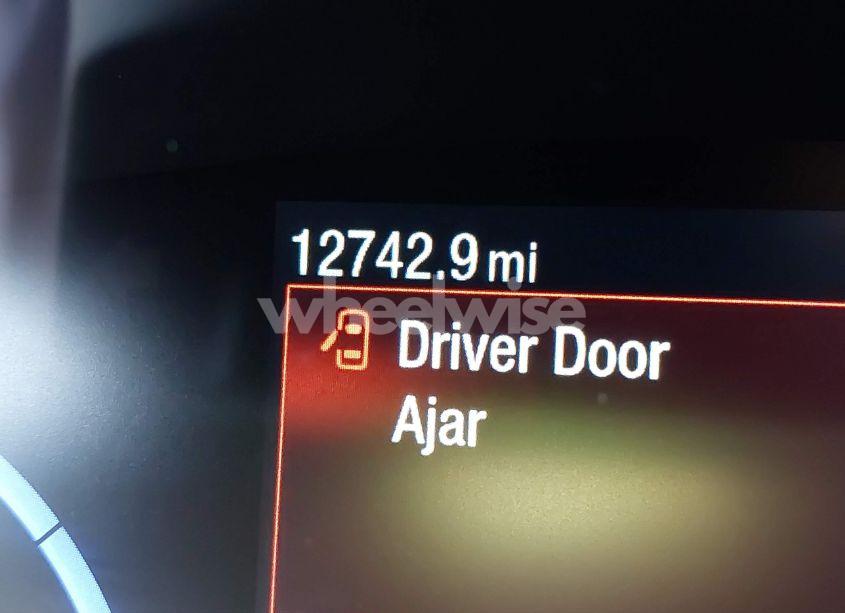 12742.9 mi
wheelwise
Driver Door
Ajar